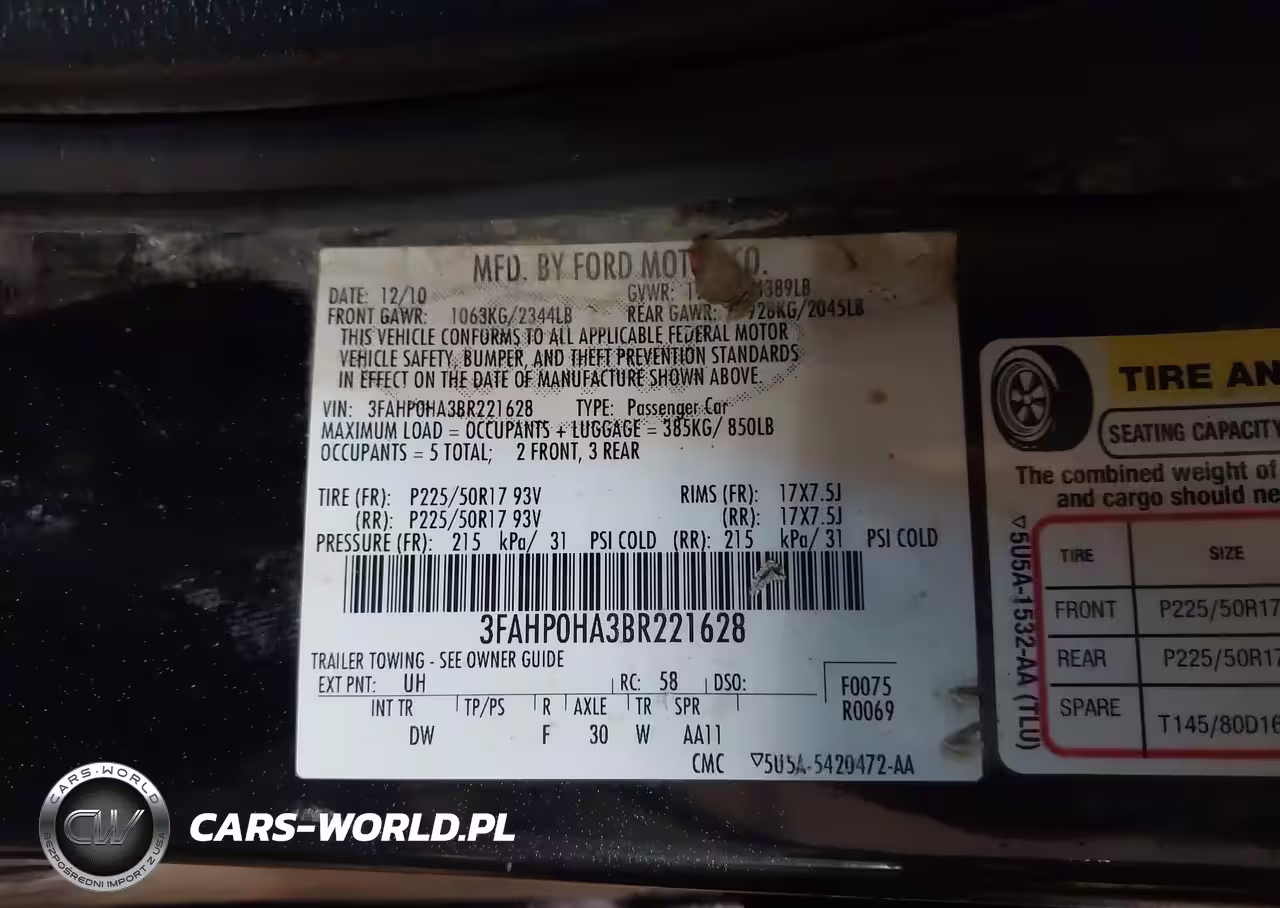 MFD. BY FORD MOTOR CO.
DATE: 12/10
GVWR:
389LB
FRONT GAWR: 1063KG/2344LB
REAR GAWR: 928KG/2045LB
THIS VEHICLE CONFORMS TO ALL APPLICABLE FEDERAL MOTOR
VEHICLE SAFETY, BUMPER, AND THEFT PREVENTION STANDARDS
IN EFFECT ON THE DATE OF MANUFACTURE SHOWN ABOVE.
VIN: 3FAHP0HA3BR221628 TYPE: Passenger Car
MAXIMUM LOAD = OCCUPANTS + LUGGAGE = 385KG/ 850LB
OCCUPANTS = 5 TOTAL; 2 FRONT, 3 REAR
TIRE (FR): P225/50R17 93V RIMS (FR): 17X7.5J
(RR): P225/50R17 93V (RR): 17X7.5J
PRESSURE (FR): 215 kPa/ 31 PSI COLD (RR): 215 kPa/ 31 PSI COLD
3FAHP0HA3BR221628
TRAILER TOWING - SEE OWNER GUIDE
EXT PNT: UH RC: 58 DSO:
F0075
R0069
INT TR TP/PS R AXLE TR SPR
DW F 30 W AA11
CMC ▽5U5A-5420472-AA
TIRE AN
SEATING CAPACITY
The combined weight of
and cargo should ne
TIRE SIZE
FRONT P225/50R17
REAR P225/50R17
SPARE T145/80D16
▽5U5A-1532-AA (TLU)
CARS-WORLD
CW
BEZPOŚREDNI IMPORT Z USA
CARS-WORLD.PL